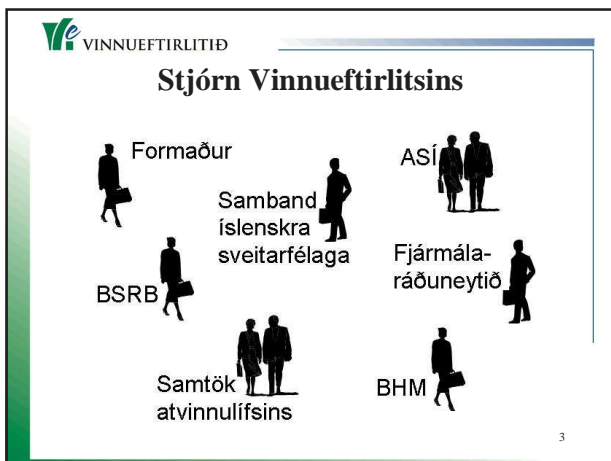 VINNUEFTIRLITIÐ
Stjórn Vinnueftirlitsins
Formaður
ASÍ
Samband
íslenskra
sveitarfélaga
Fjármála-
ráðuneytið
BSRB
Samtök
atvinnulífsins
BHM
3